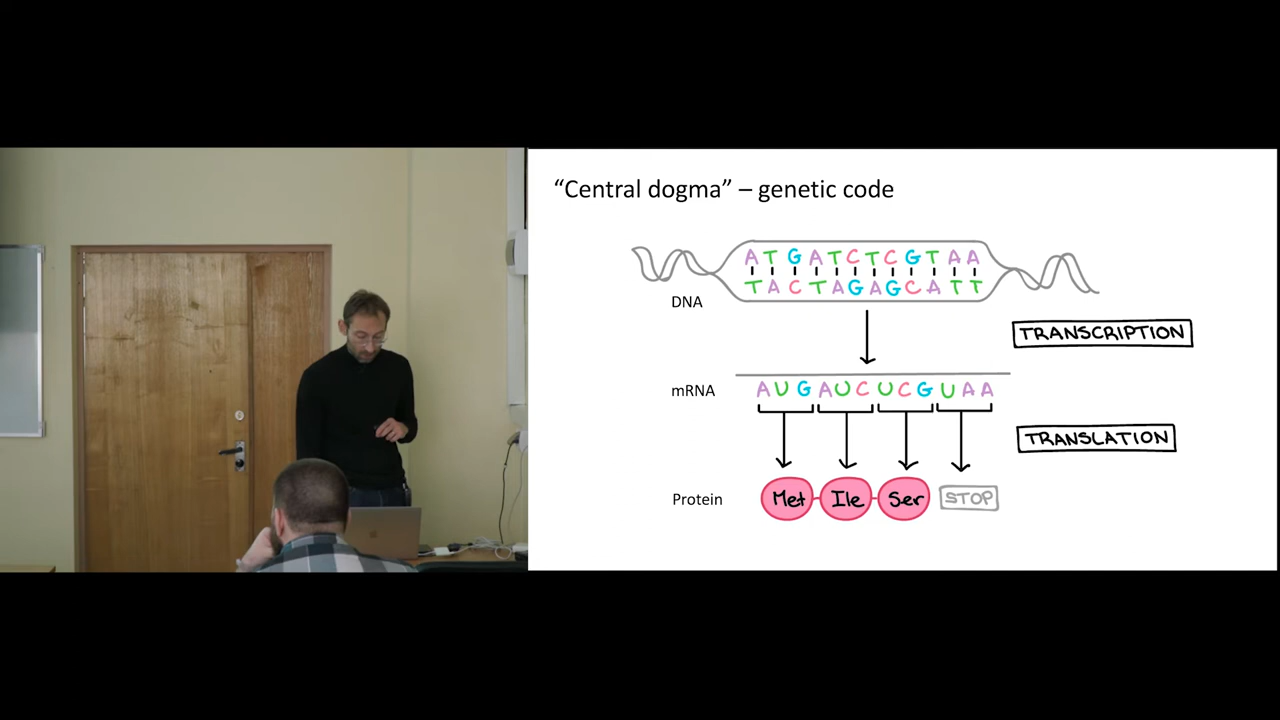 “Central dogma” – genetic code
ATGATCTCGTAA
TACTAGAGCATT
DNA
TRANSCRIPTION
mRNA
AUGAUCUCGUAA
TRANSLATION
Protein
Met Ile Ser STOP